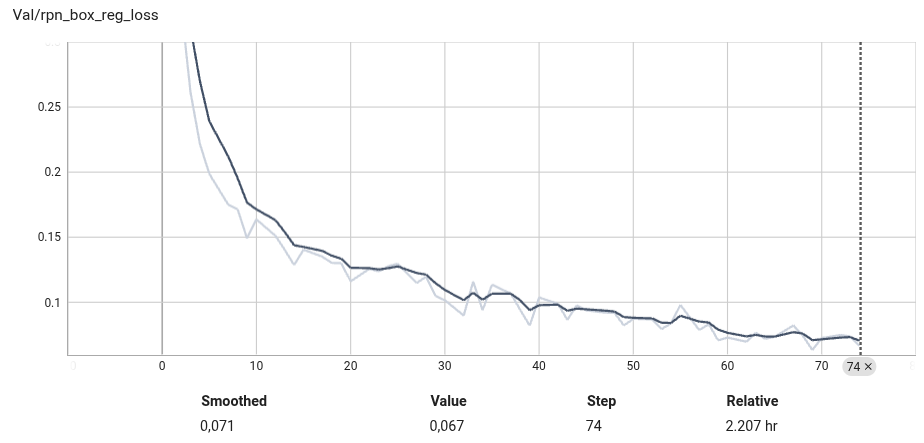 Val/rpn_box_reg_loss
0.25
0.2
0.15
0.1
0 10 20 30 40 50 60 70 74 ×
Smoothed Value Step Relative
0,071 0,067 74 2.207 hr